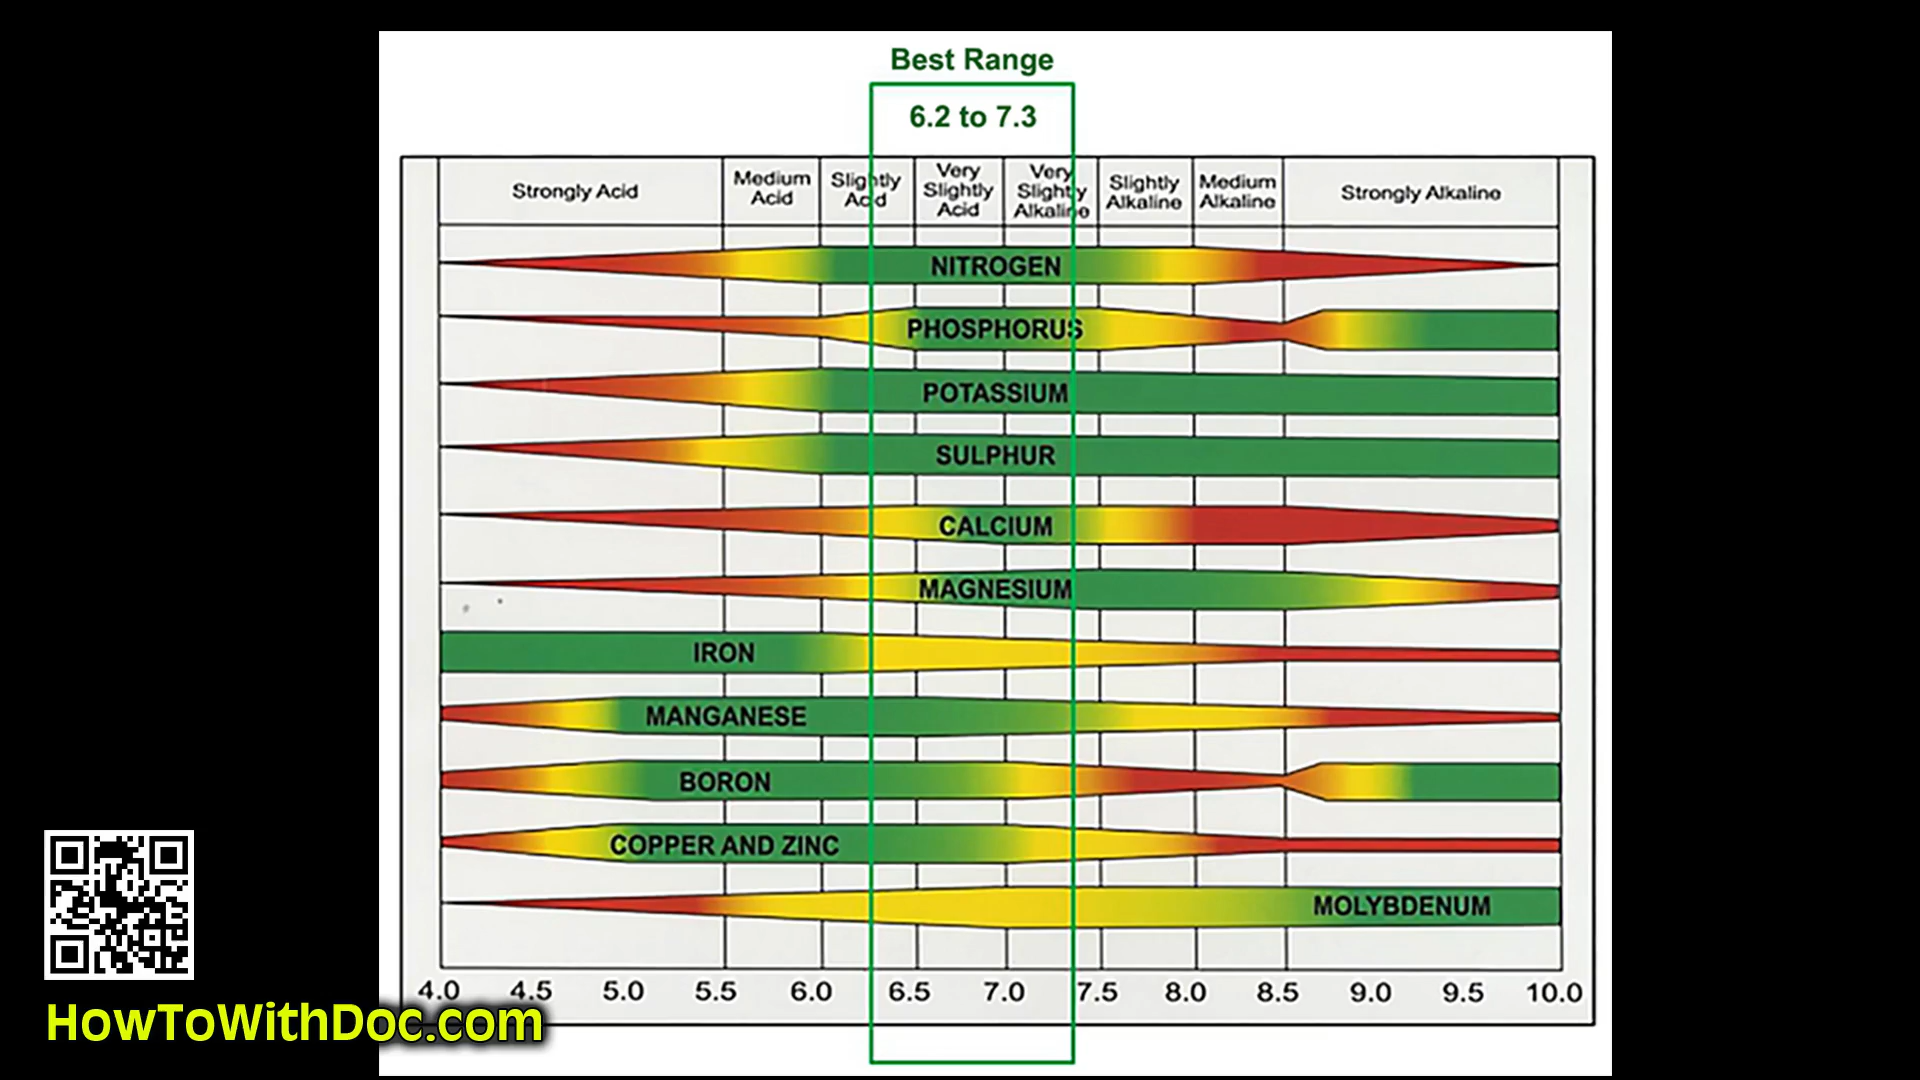 Best Range
6.2 to 7.3
Strongly Acid
Medium
Acid
Slightly
Acid
Very
Slightly
Acid
Very
Slightly
Alkaline
Slightly
Alkaline
Medium
Alkaline
Strongly Alkaline
NITROGEN
PHOSPHORUS
POTASSIUM
SULPHUR
CALCIUM
MAGNESIUM
IRON
MANGANESE
BORON
COPPER AND ZINC
MOLYBDENUM
4.0 4.5 5.0 5.5 6.0 6.5 7.0 7.5 8.0 8.5 9.0 9.5 10.0
HowToWithDoc.com